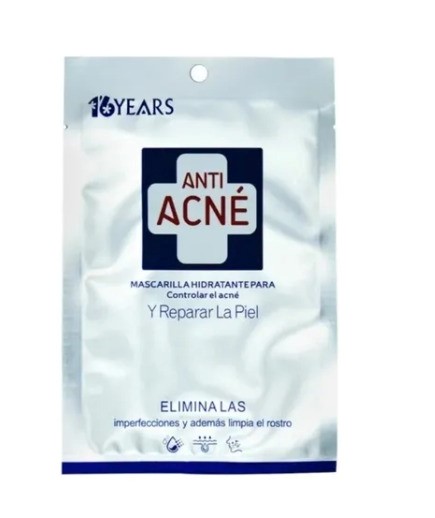 16YEARS
ANTI
ACNÉ
MASCARILLA HIDRATANTE PARA
Controlar el acné
Y Reparar La Piel
ELIMINA LAS
imperfecciones y además limpia el rostro